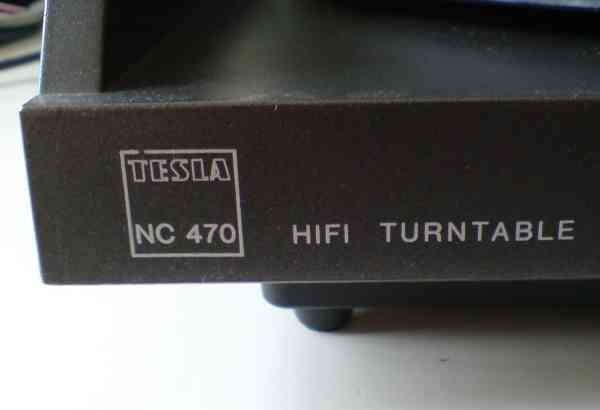 TESLA
NC 470 HIFI TURNTABLE